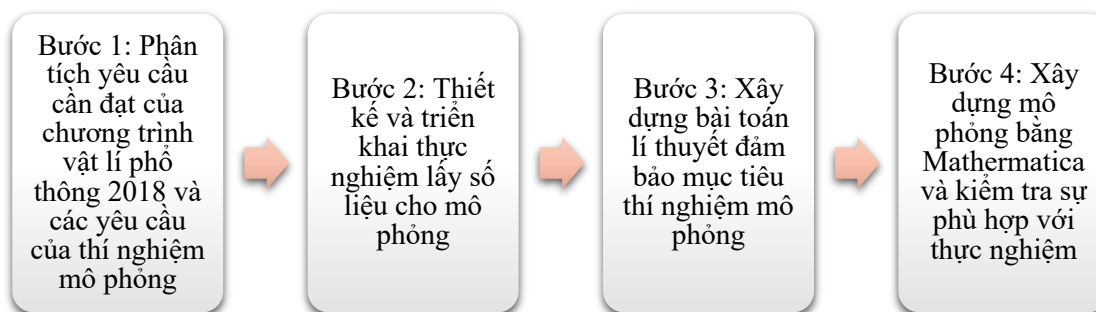 Bước 1: Phân
tích yêu cầu
cần đạt của
chương trình
vật lí phổ
thông 2018 và
các yêu cầu
của thí nghiệm
mô phỏng
Bước 2: Thiết
kế và triển
khai thực
nghiệm lấy số
liệu cho mô
phỏng
Bước 3: Xây
dựng bài toán
lí thuyết đảm
bảo mục tiêu
thí nghiệm mô
phỏng
Bước 4: Xây
dựng mô
phỏng bằng
Mathermatica
và kiểm tra sự
phù hợp với
thực nghiệm